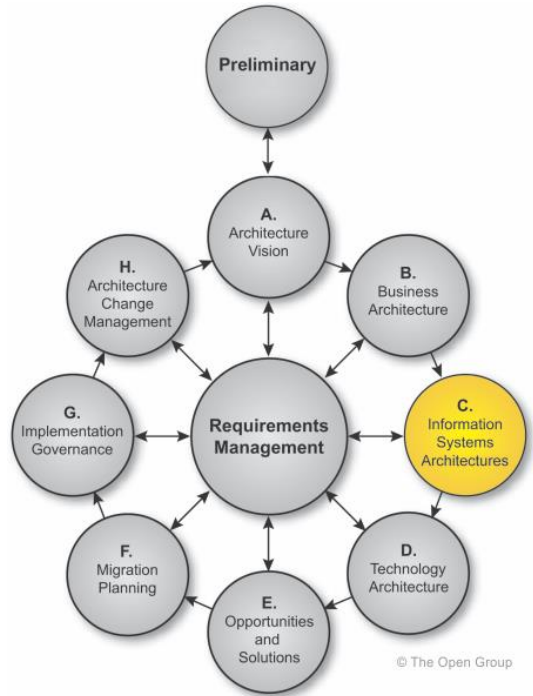 Preliminary
A.
Architecture
Vision
B.
Business
Architecture
C.
Information
Systems
Architectures
D.
Technology
Architecture
E.
Opportunities
and
Solutions
F.
Migration
Planning
G.
Implementation
Governance
H.
Architecture
Change
Management
Requirements
Management
© The Open Group